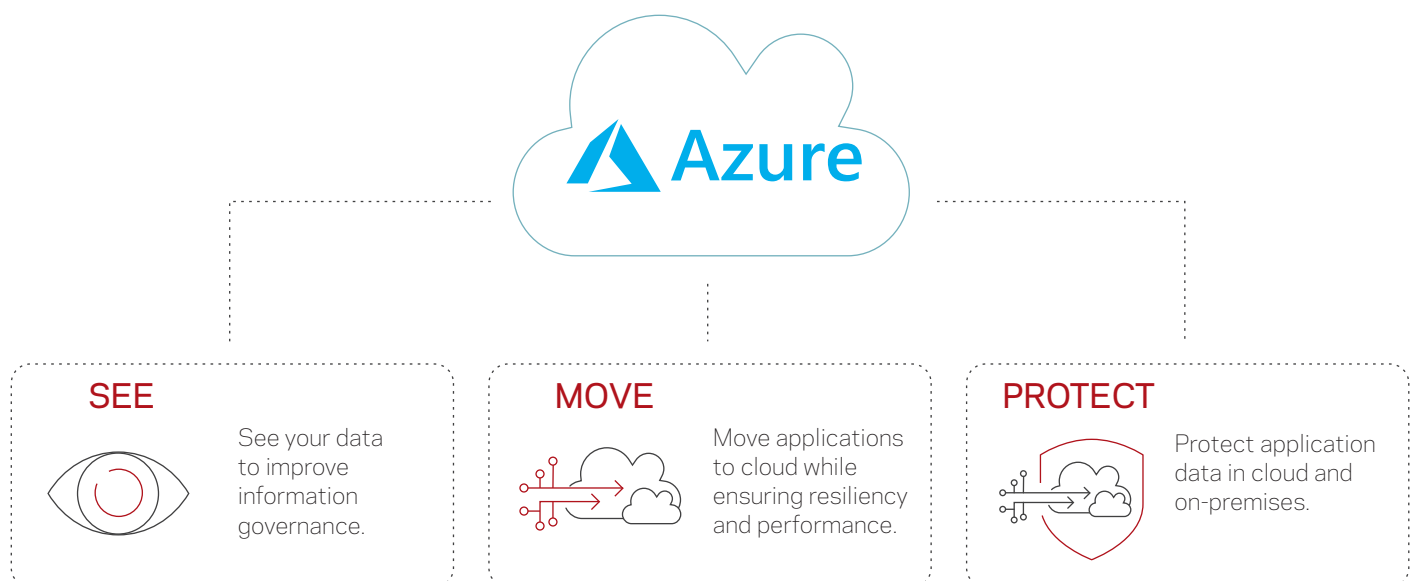 Azure
SEE
See your data
to improve
information
governance.
MOVE
Move applications
to cloud while
ensuring resiliency
and performance.
PROTECT
Protect application
data in cloud and
on-premises.